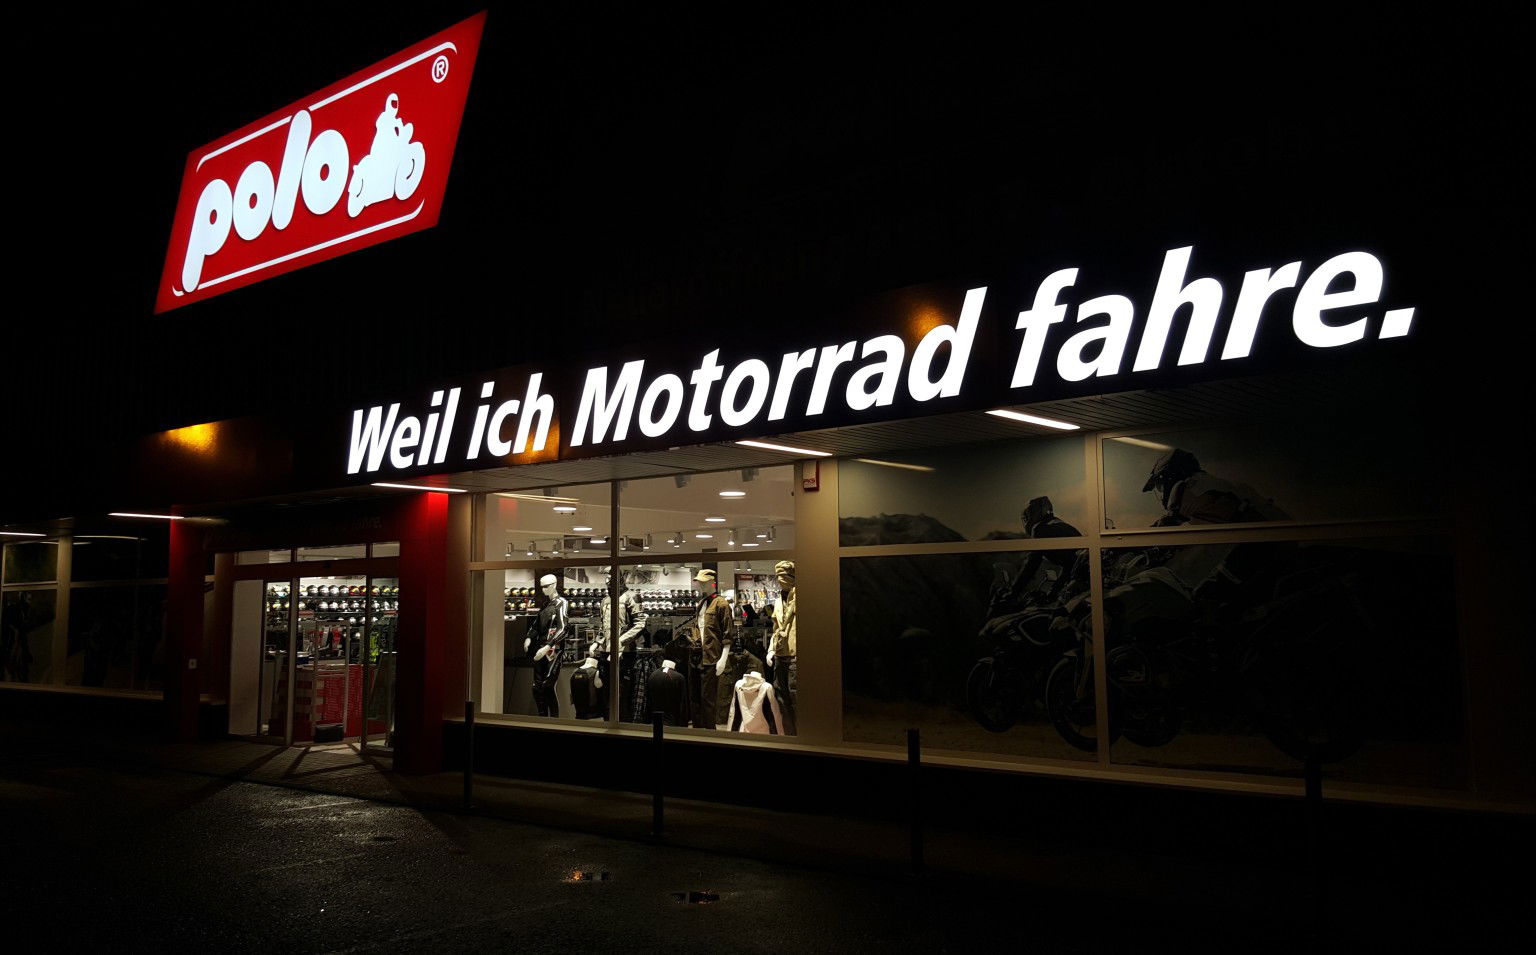 polo ®
Weil ich Motorrad fahre.